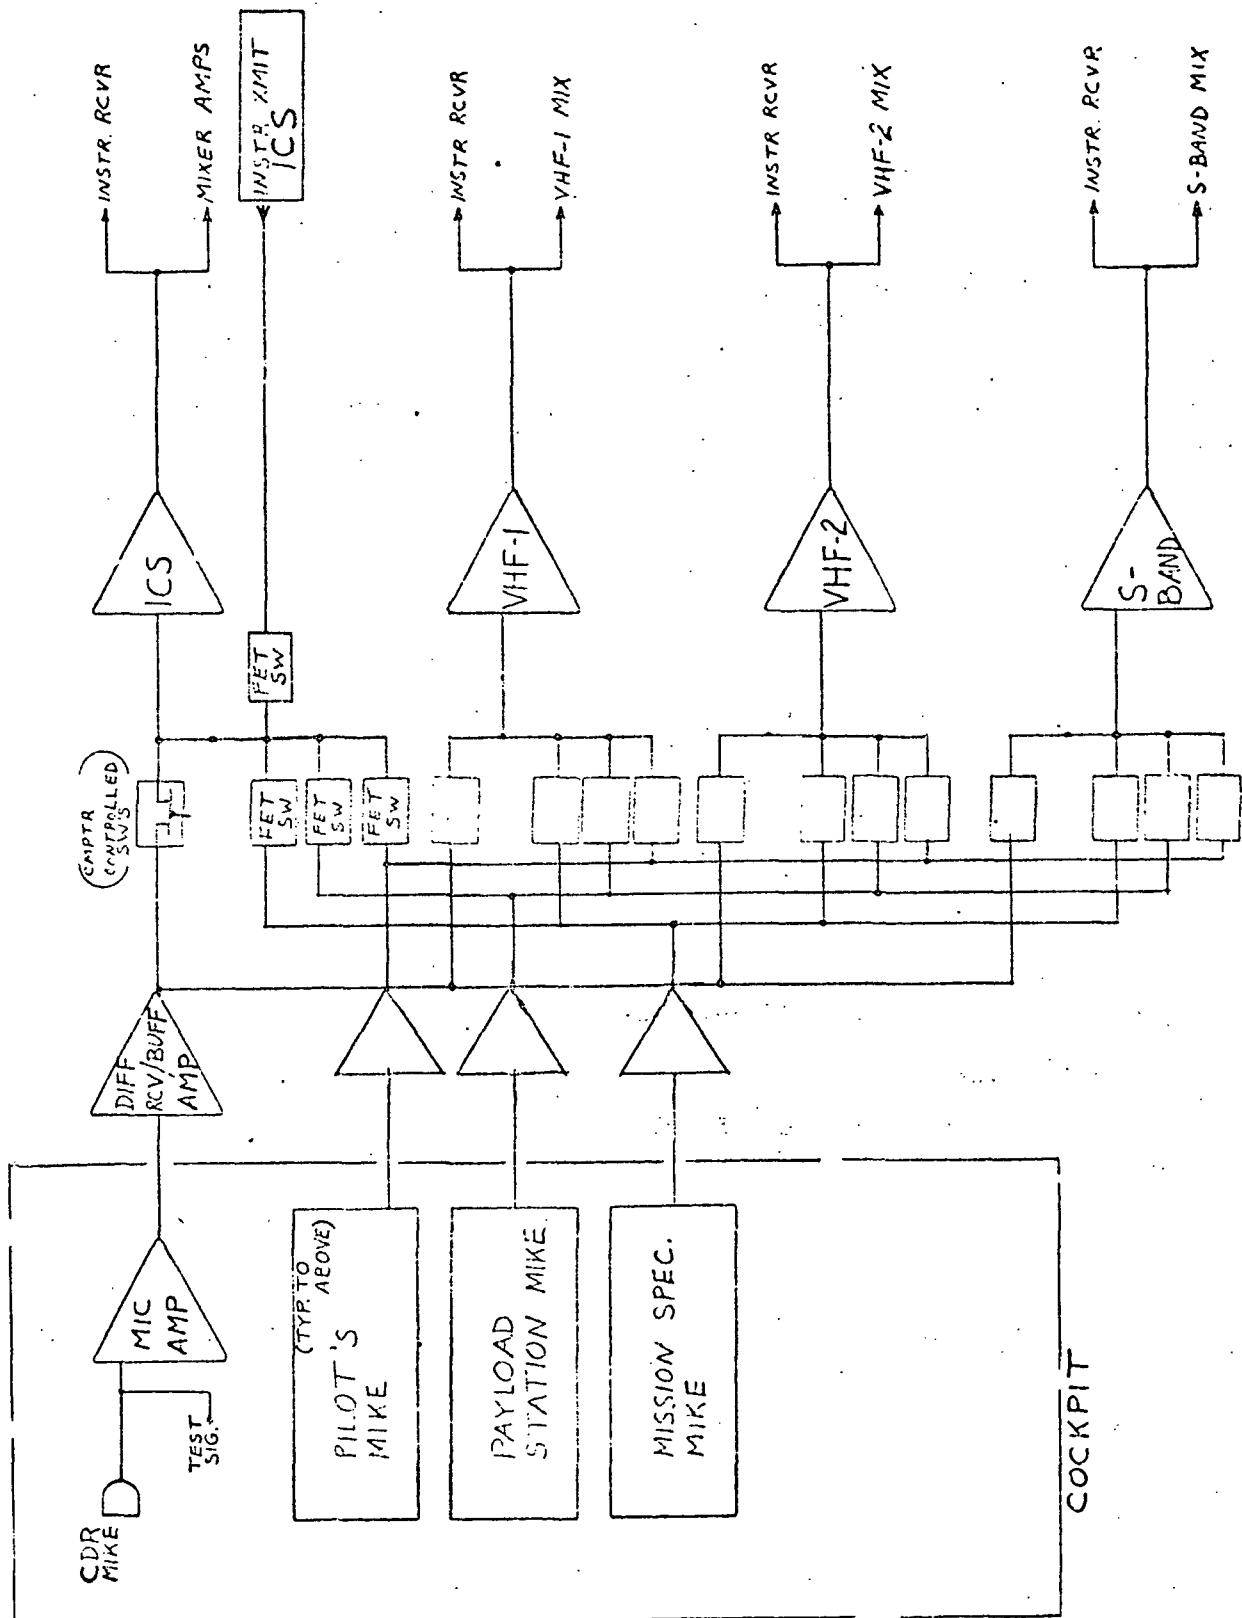 CDR
MIKE
TEST
SIG.
MIC
AMP
DIFF
RCV/BUFF
AMP
(CMPTR
CONTROLLED
SW'S)
ICS
INSTR. RCVR
MIXER AMPS
INSTR XMIT
ICS
FET
SW
FET
SW
FET
SW
FET
SW
(TYP. TO
ABOVE)
PILOT'S
MIKE
PAYLOAD
STATION MIKE
MISSION SPEC.
MIKE
COCKPIT
VHF-1
INSTR RCVR
VHF-1 MIX
VHF-2
INSTR RCVR
VHF-2 MIX
S-
BAND
INSTR. RCVR.
S-BAND MIX